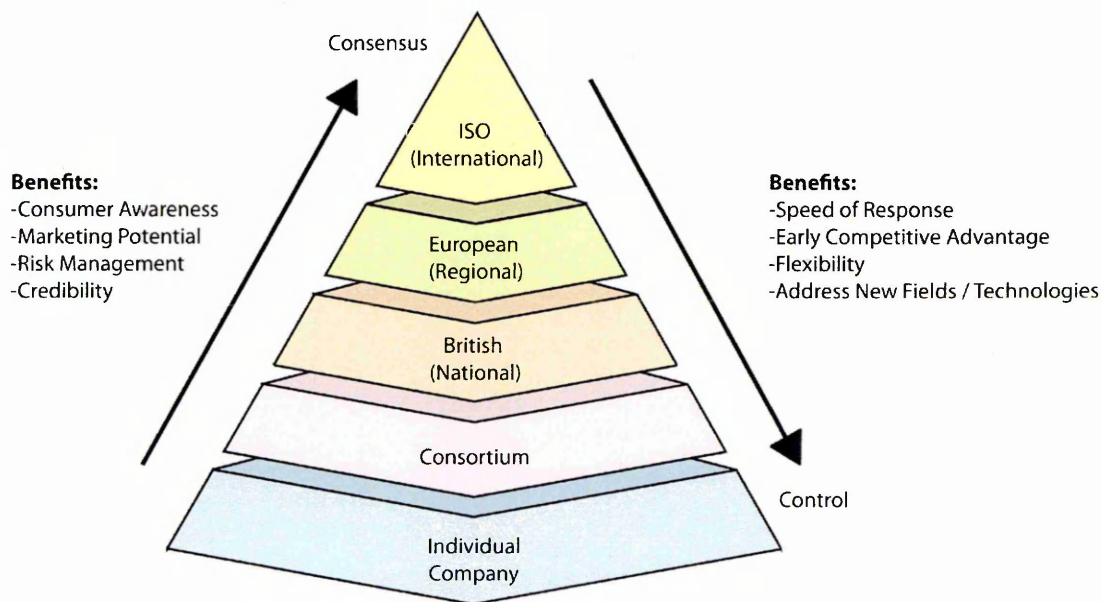 Consensus
ISO
(International)
Benefits:
-Consumer Awareness
-Marketing Potential
-Risk Management
-Credibility
Benefits:
-Speed of Response
-Early Competitive Advantage
-Flexibility
-Address New Fields / Technologies
European
(Regional)
British
(National)
Consortium
Control
Individual
Company